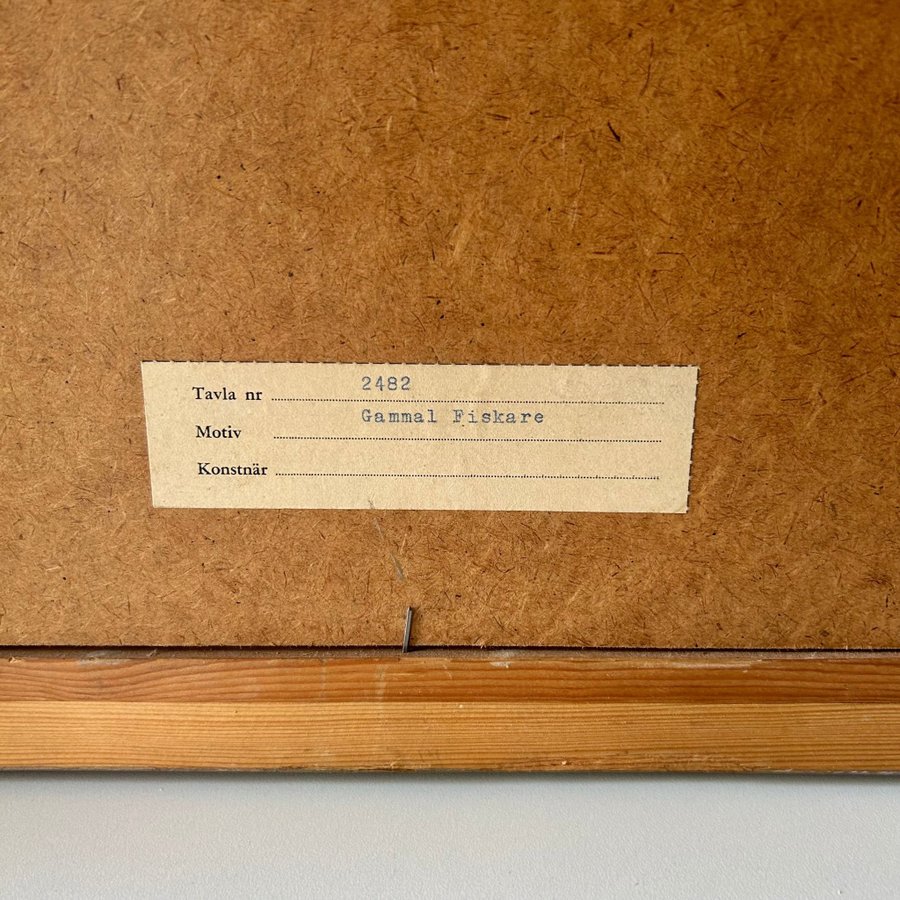 Tavla nr 2482
Motiv Gammal Fiskare
Konstnär